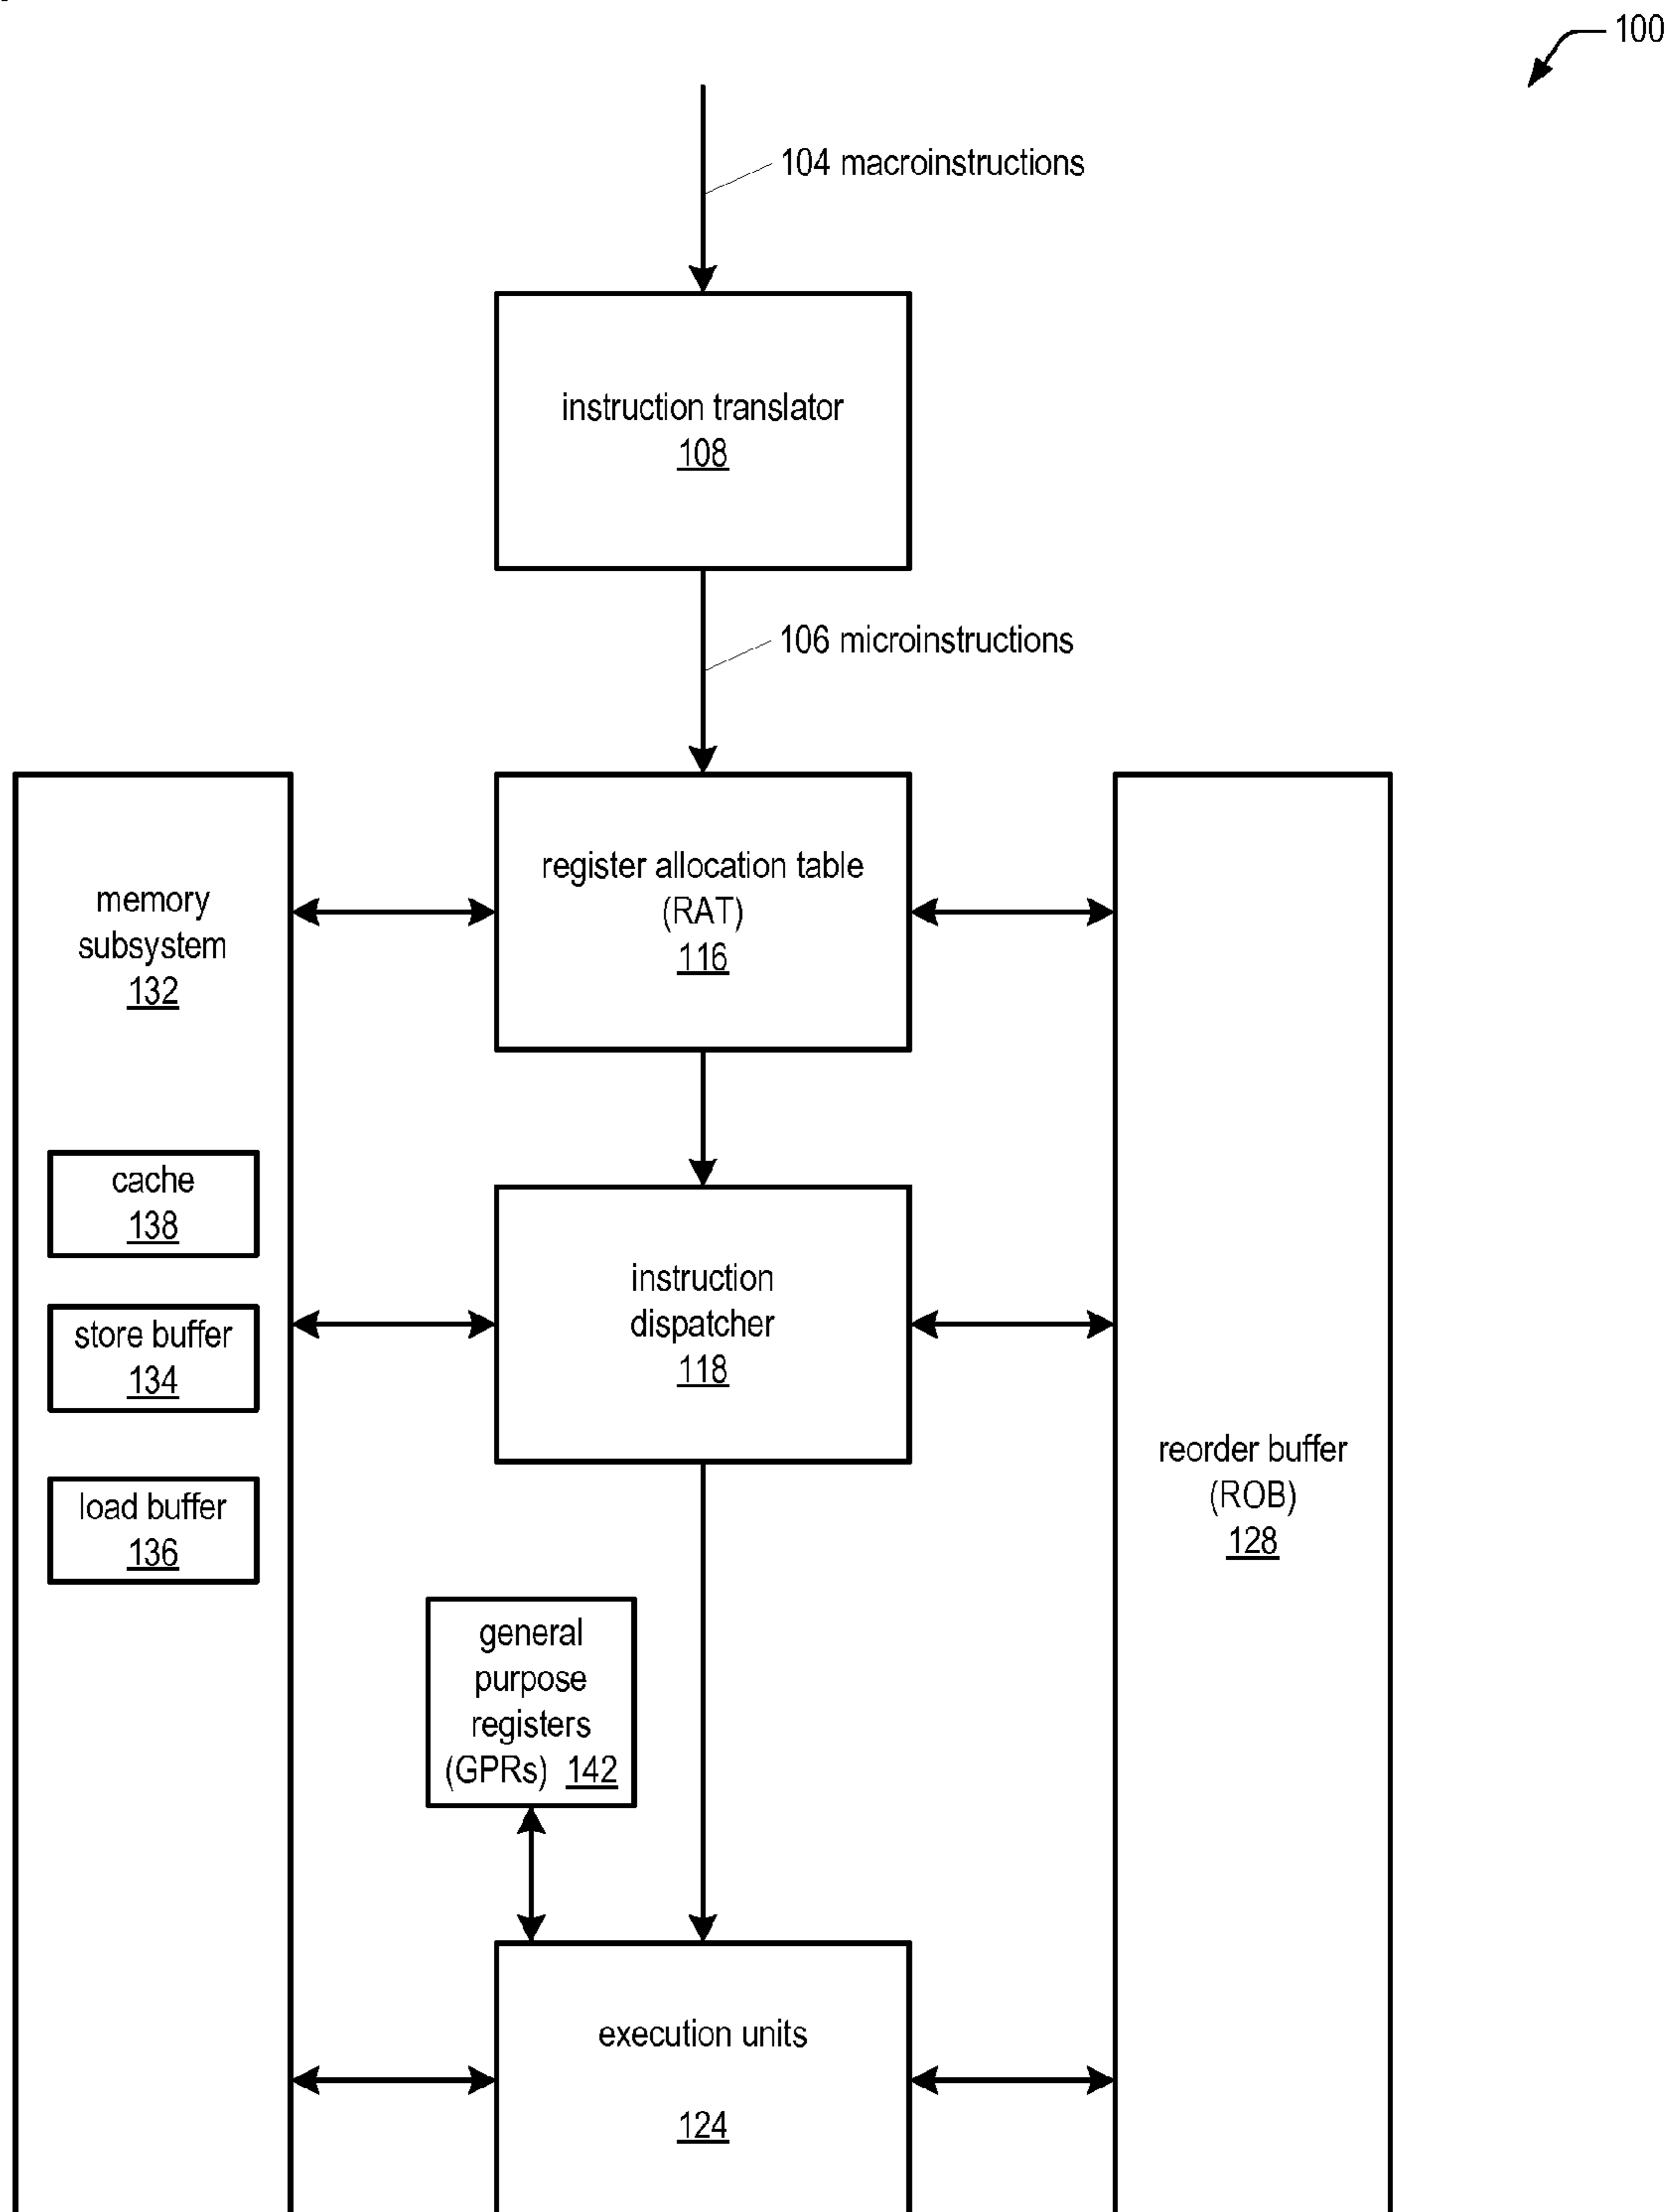 100
104 macroinstructions
instruction translator
108
106 microinstructions
memory
subsystem
132
register allocation table
(RAT)
116
cache
138
store buffer
134
load buffer
136
instruction
dispatcher
118
reorder buffer
(ROB)
128
general
purpose
registers
(GPRs) 142
execution units
124